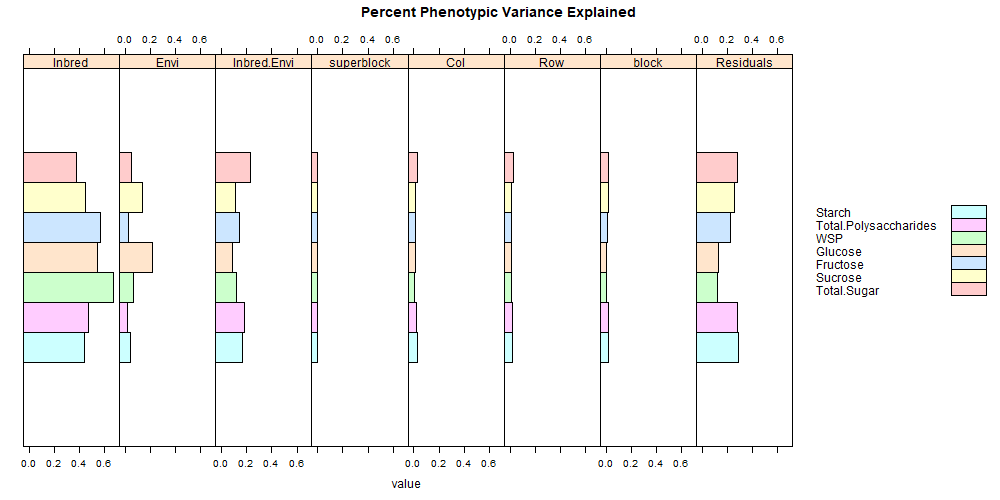 Percent Phenotypic Variance Explained
0.0 0.2 0.4 0.6 0.0 0.2 0.4 0.6 0.0 0.2 0.4 0.6 0.0 0.2 0.4 0.6
Inbred Envi Inbred.Envi superblock Col Row block Residuals
Starch
Total.Polysaccharides
WSP
Glucose
Fructose
Sucrose
Total.Sugar
0.0 0.2 0.4 0.6 0.0 0.2 0.4 0.6 0.0 0.2 0.4 0.6 0.0 0.2 0.4 0.6
value